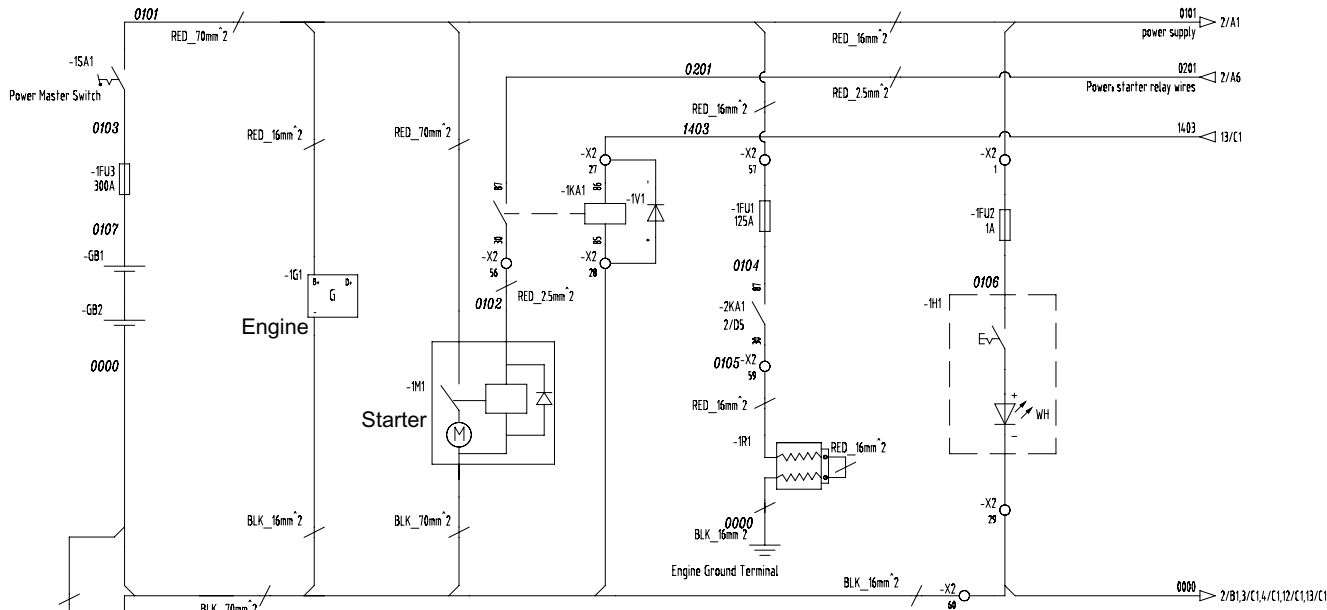 0101
RED_70mm^2
RED_16mm^2
0101
power supply
2/A1
-1SA1
Power Master Switch
0201
RED_2.5mm^2
0201
Power, starter relay wires
2/A6
0103
RED_16mm^2
RED_70mm^2
RED_16mm^2
1403
1403
13/C1
-1FU3
300A
-X2
27
-X2
57
-X2
1
87
-1KA1
86
-1V1
-
+
-1FU1
125A
-1FU2
1A
0107
30
85
-GB1
-X2
56
-X2
28
0104
-1G1
B+
D+
G
-
0102
RED_2.5mm^2
87
0106
-GB2
Engine
-2KA1
2/D5
30
-1H1
E
0000
0105
-X2
59
-1M1
Starter
M
RED_16mm^2
+
WH
-
-1R1
RED_16mm^2
BLK_16mm^2
BLK_70mm^2
0000
BLK_16mm^2
-X2
29
Engine Ground Terminal
BLK_16mm^2
-X2
60
0000
2/B1,3/C1,4/C1,12/C1,13/C1
BLK_70mm^2